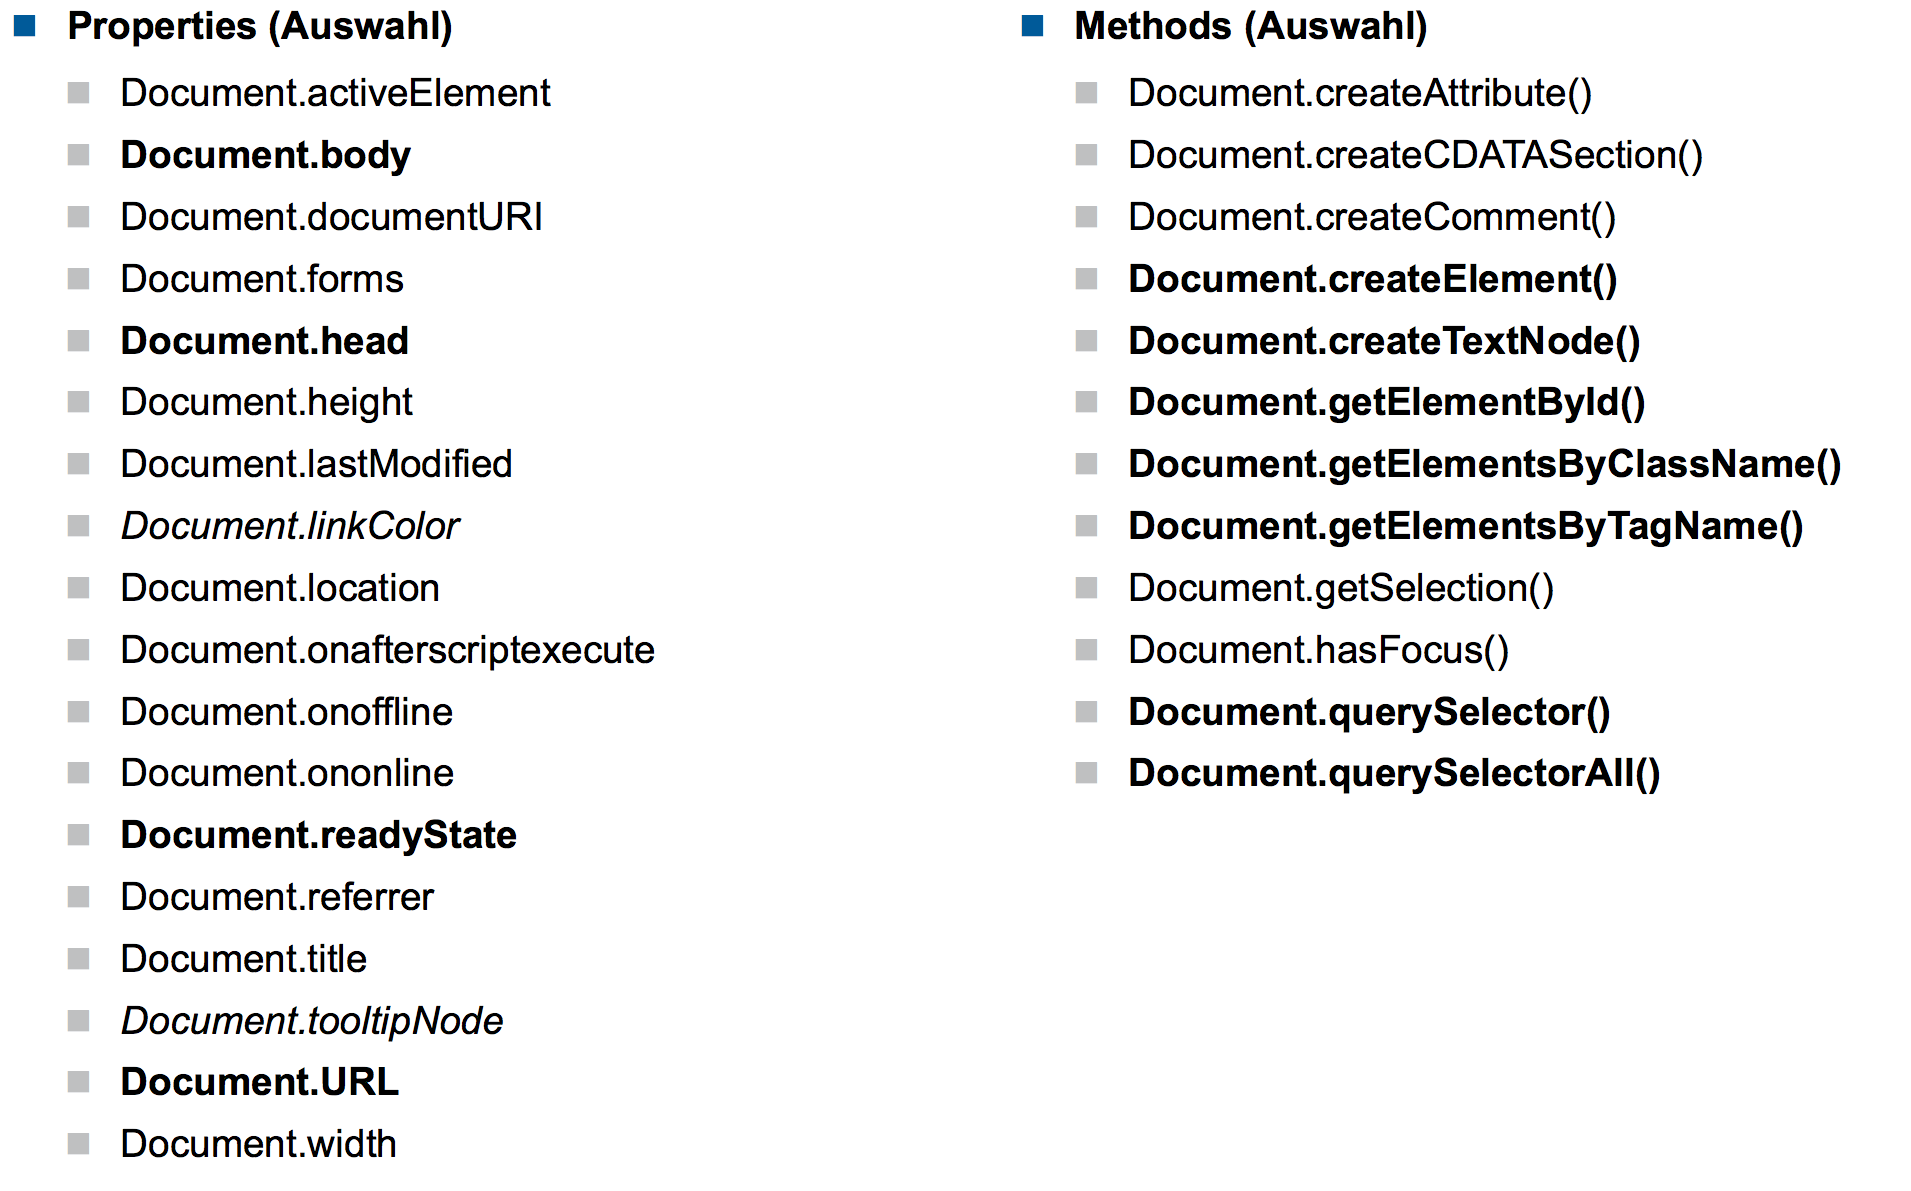 Properties (Auswahl)
Document.activeElement
Document.body
Document.documentURI
Document.forms
Document.head
Document.height
Document.lastModified
Document.linkColor
Document.location
Document.onafterscriptexecute
Document.onoffline
Document.ononline
Document.readyState
Document.referrer
Document.title
Document.tooltipNode
Document.URL
Document.width
Methods (Auswahl)
Document.createAttribute()
Document.createCDATASection()
Document.createComment()
Document.createElement()
Document.createTextNode()
Document.getElementById()
Document.getElementsByClassName()
Document.getElementsByTagName()
Document.getSelection()
Document.hasFocus()
Document.querySelector()
Document.querySelectorAll()